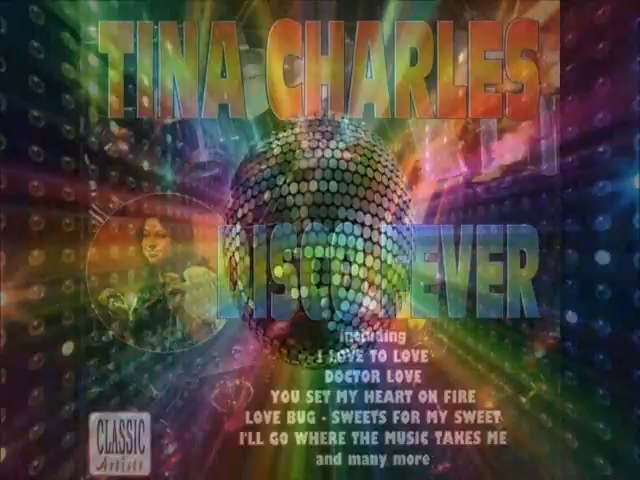 TINA CHARLES
DISCO FEVER
including
I LOVE TO LOVE
DOCTOR LOVE
YOU SET MY HEART ON FIRE
LOVE BUG - SWEETS FOR MY SWEET
I'LL GO WHERE THE MUSIC TAKES ME
and many more
CLASSIC
Artists